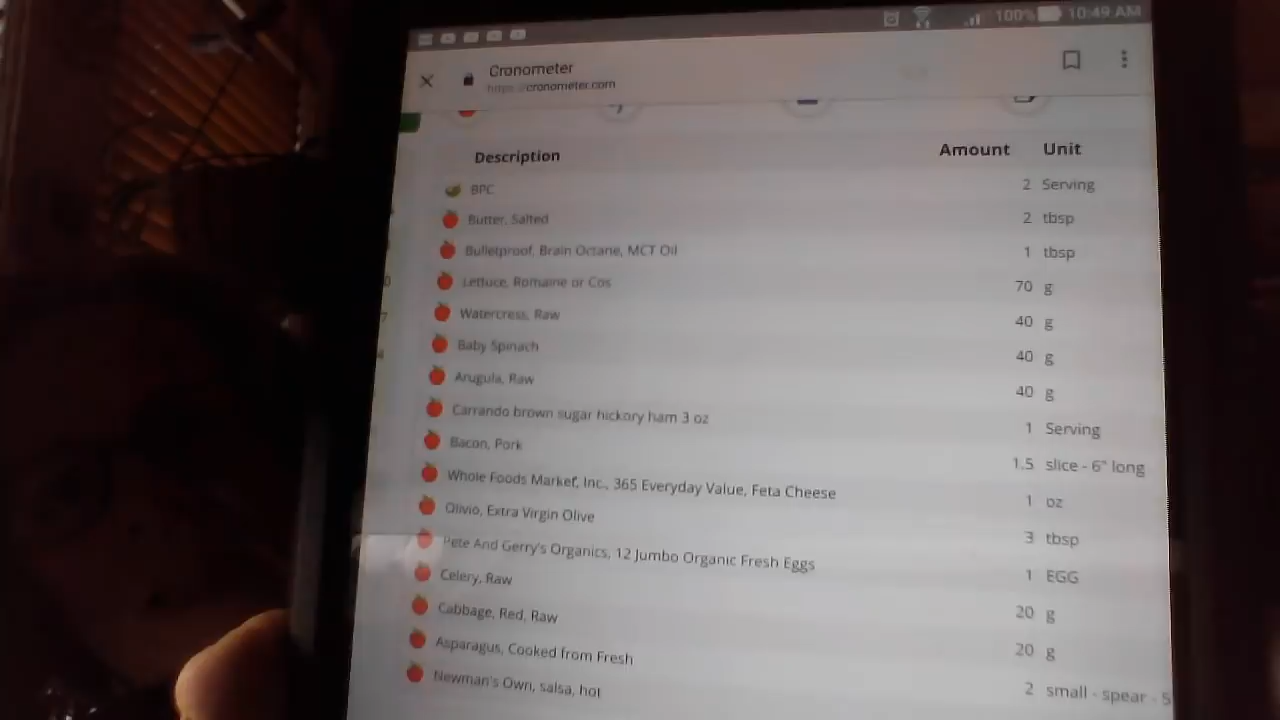 100% 10:49 AM
Cronometer
https://cronometer.com
Description Amount Unit
BPC 2 Serving
Butter, Salted 2 tbsp
Bulletproof, Brain Octane, MCT Oil 1 tbsp
Lettuce, Romaine or Cos 70 g
Watercress, Raw 40 g
Baby Spinach 40 g
Arugula, Raw 40 g
Carrando brown sugar hickory ham 3 oz 1 Serving
Bacon, Pork 1.5 slice - 6" long
Whole Foods Market, Inc., 365 Everyday Value, Feta Cheese 1 oz
Olivio, Extra Virgin Olive 3 tbsp
Pete And Gerry's Organics, 12 Jumbo Organic Fresh Eggs 1 EGG
Celery, Raw 20 g
Cabbage, Red, Raw 20 g
Asparagus, Cooked from Fresh 2 small - spear - 5
Newman's Own, salsa, hot